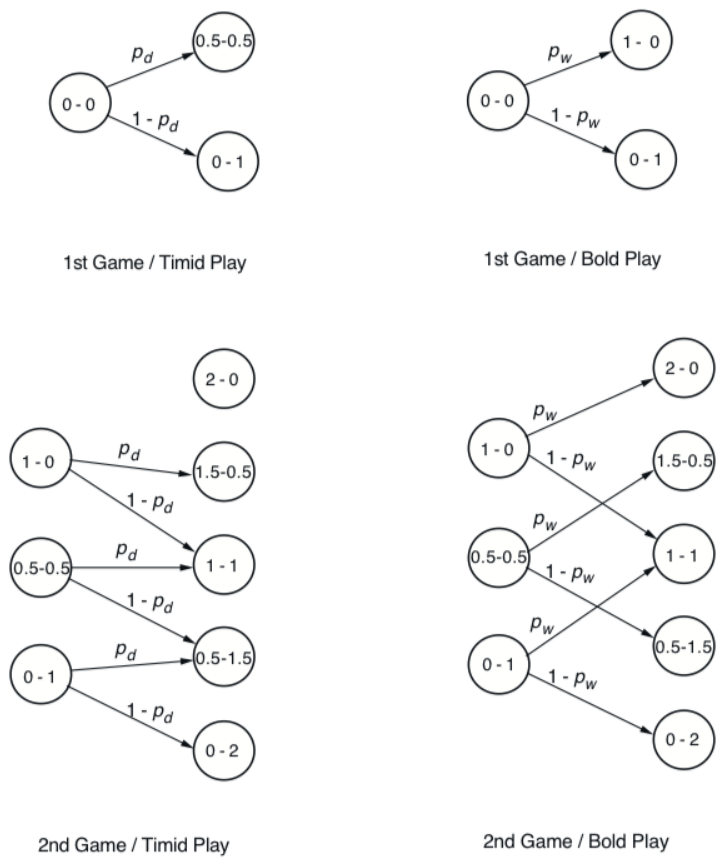 0 - 0
p_d
0.5-0.5
1 - p_d
0 - 1
1st Game / Timid Play
0 - 0
p_w
1 - 0
1 - p_w
0 - 1
1st Game / Bold Play
2 - 0
1 - 0
p_d
1.5-0.5
1 - p_d
0.5-0.5
p_d
1 - 1
1 - p_d
0 - 1
p_d
0.5-1.5
1 - p_d
0 - 2
2nd Game / Timid Play
2 - 0
p_w
1 - 0
1 - p_w
1.5-0.5
p_w
0.5-0.5
1 - p_w
1 - 1
p_w
0 - 1
1 - p_w
0.5-1.5
0 - 2
2nd Game / Bold Play